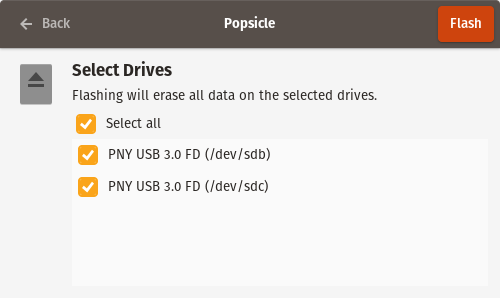 Back
Popsicle
Flash
Select Drives
Flashing will erase all data on the selected drives.
Select all
PNY USB 3.0 FD (/dev/sdb)
PNY USB 3.0 FD (/dev/sdc)